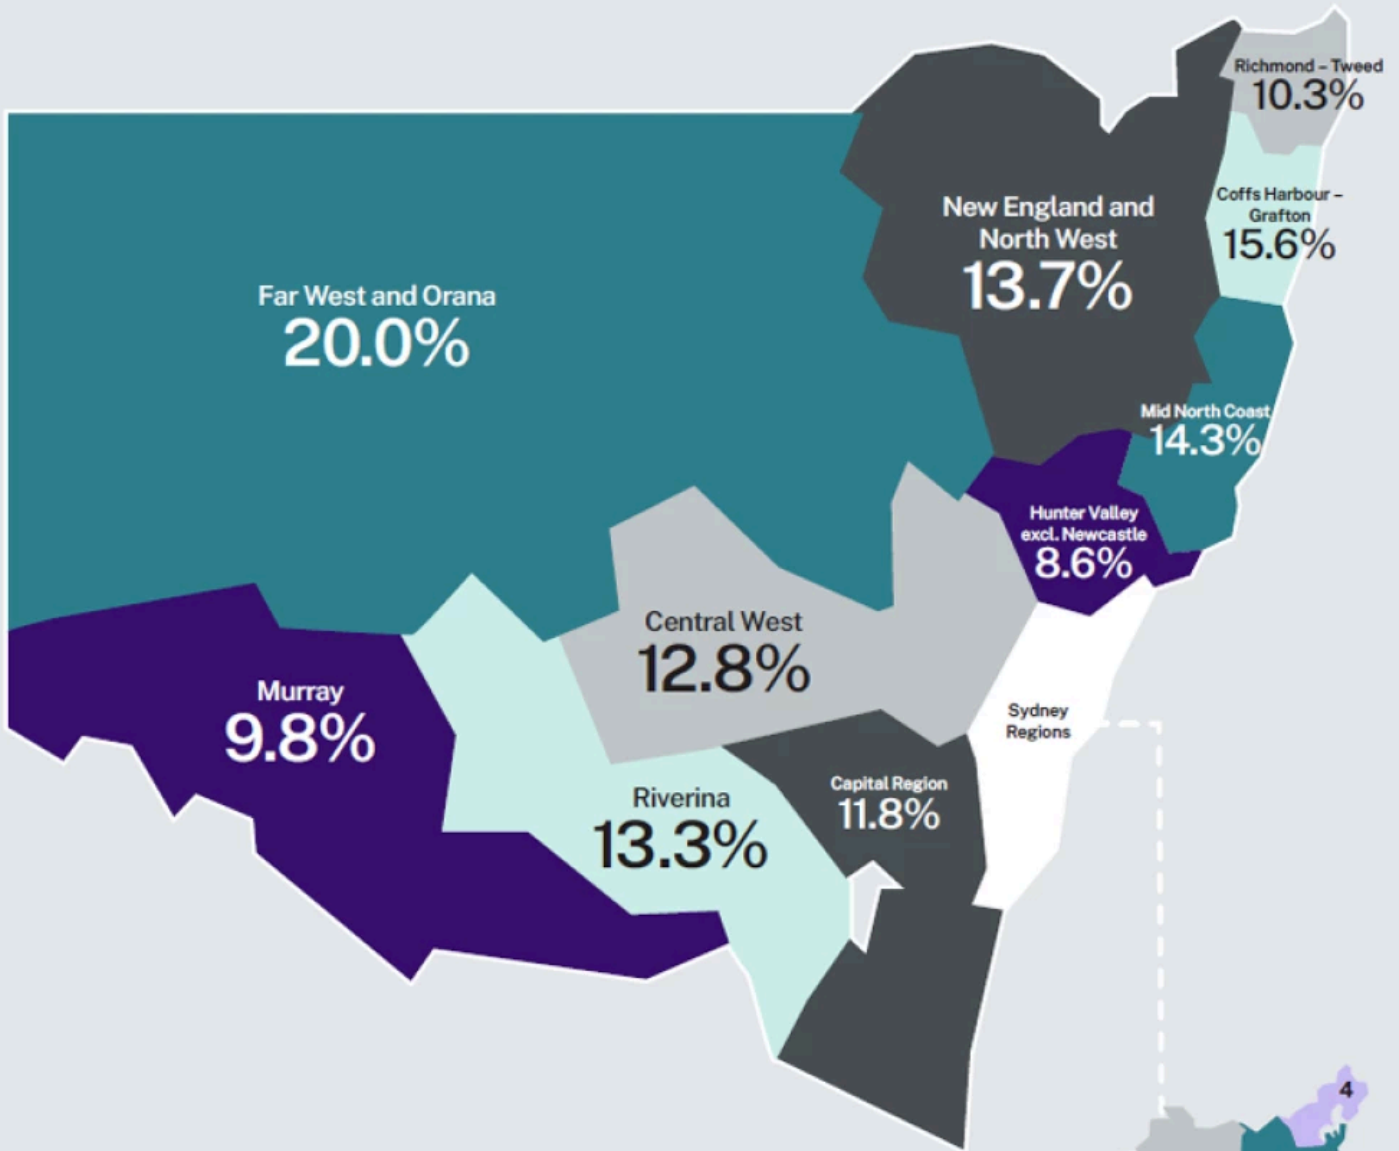 Richmond – Tweed
10.3%
Coffs Harbour –
Grafton
15.6%
New England and
North West
13.7%
Far West and Orana
20.0%
Mid North Coast
14.3%
Hunter Valley
excl. Newcastle
8.6%
Central West
12.8%
Murray
9.8%
Sydney
Regions
Riverina
13.3%
Capital Region
11.8%
4